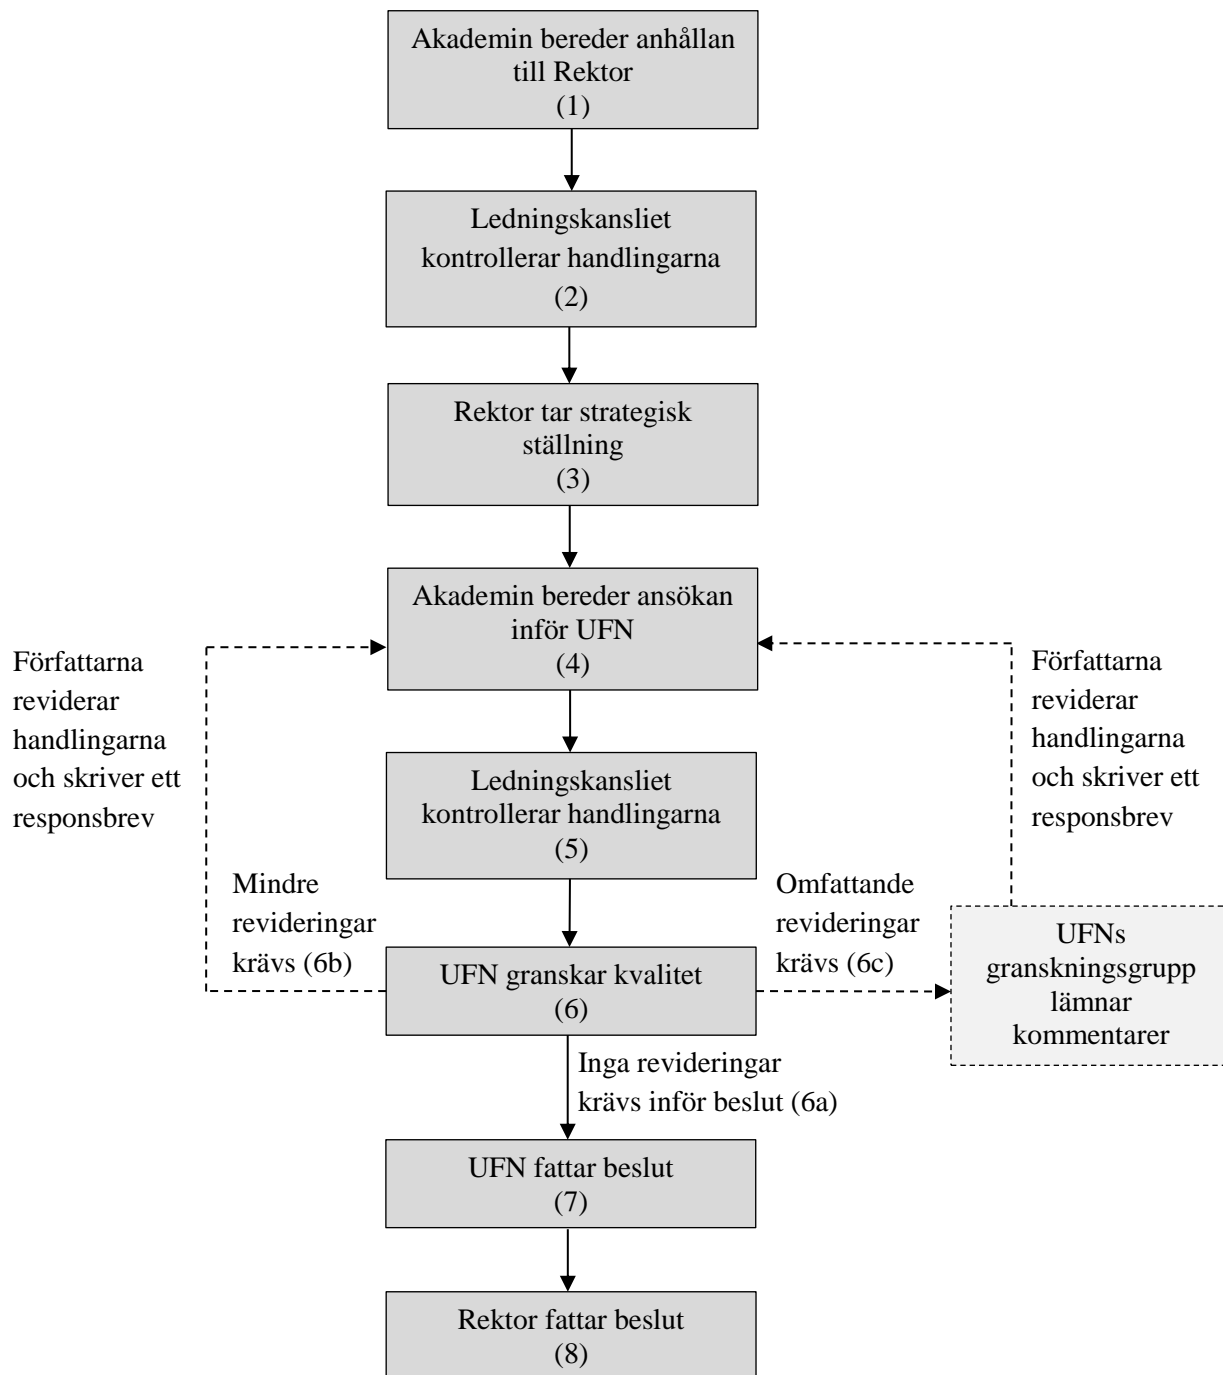 Akademin bereder anhållan
till Rektor
(1)
Ledningskansliet
kontrollerar handlingarna
(2)
Rektor tar strategisk
ställning
(3)
Akademin bereder ansökan
inför UFN
(4)
Författarna
reviderar
handlingarna
och skriver ett
responsbrev
Författarna
reviderar
handlingarna
och skriver ett
responsbrev
Ledningskansliet
kontrollerar handlingarna
(5)
Mindre
revideringar
krävs (6b)
Omfattande
revideringar
krävs (6c)
UFN granskar kvalitet
(6)
UFNs
granskningsgrupp
lämnar
kommentarer
Inga revideringar
krävs inför beslut (6a)
UFN fattar beslut
(7)
Rektor fattar beslut
(8)